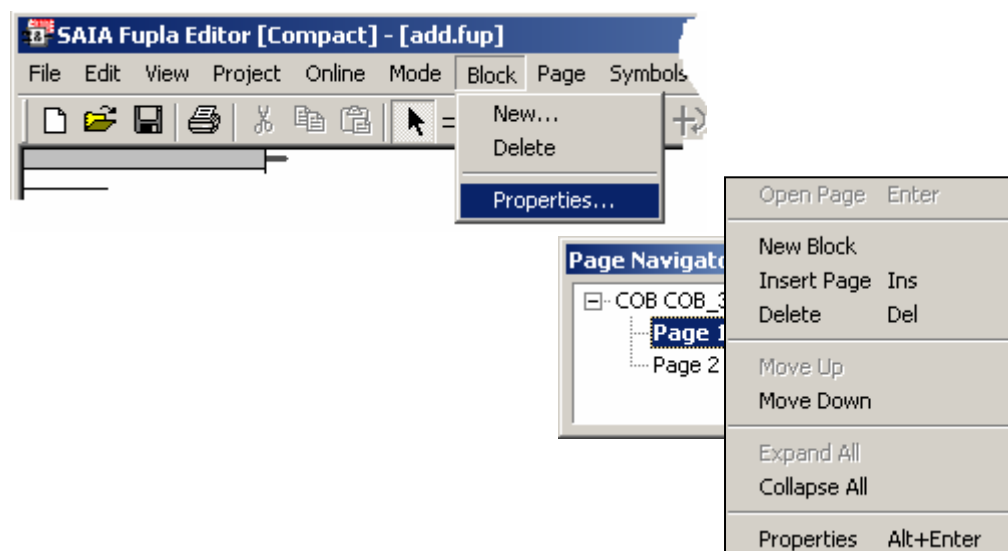 SAIA Fupla Editor [Compact] - [add.fup]
File Edit View Project Online Mode Block Page Symbols
New...
Delete
Properties...
Page Navigato
COB COB_3
Page 1
Page 2
Open Page Enter
New Block
Insert Page Ins
Delete Del
Move Up
Move Down
Expand All
Collapse All
Properties Alt+Enter